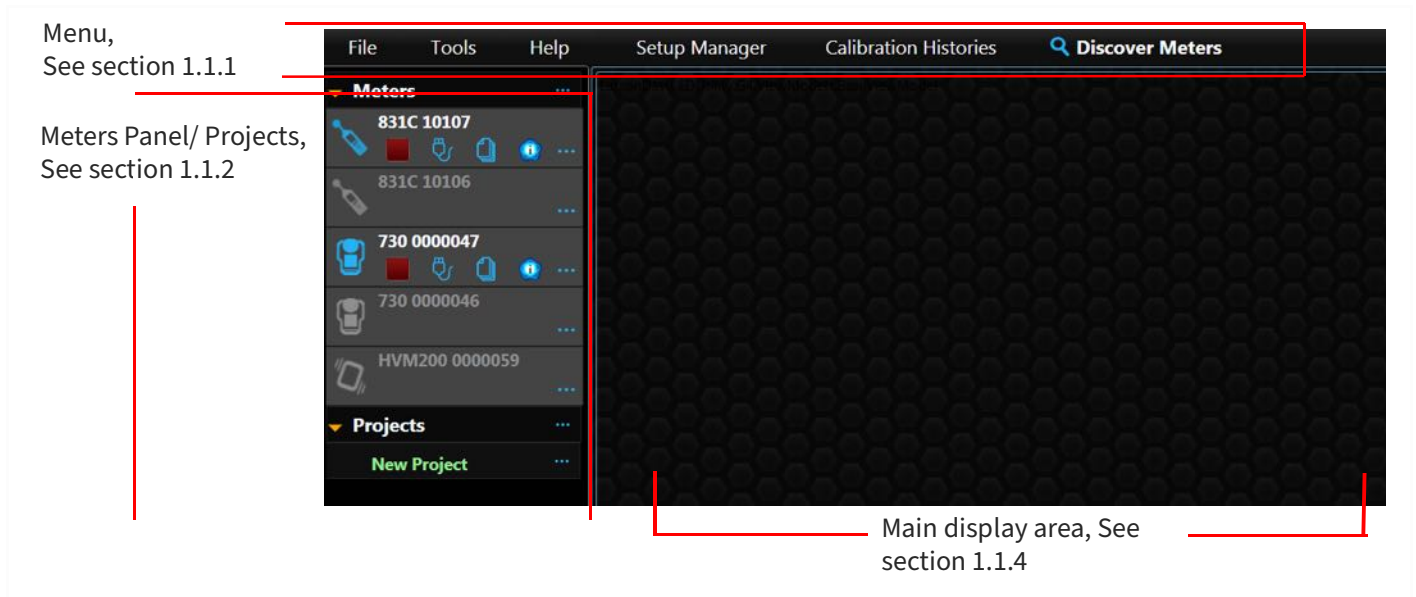 Menu,
See section 1.1.1
File Tools Help Setup Manager Calibration Histories Discover Meters
Meters Panel/ Projects,
See section 1.1.2
Meters ...
831C 10107
...
831C 10106
...
730 0000047
...
730 0000046
...
HVM200 0000059
...
Projects ...
New Project ...
Main display area, See
section 1.1.4